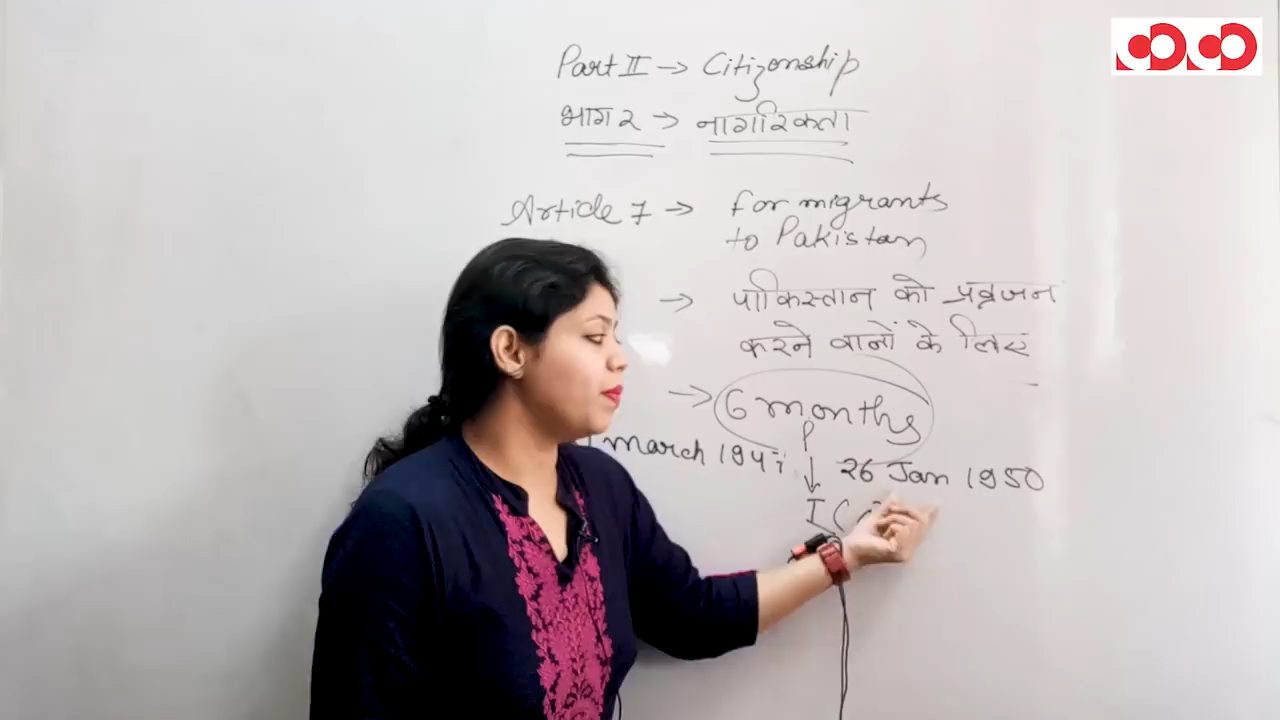 Part II → Citizenship
भाग २ → नागरिकता
Article 7 → for migrants
to Pakistan
→ पाकिस्तान को प्रव्रजन
करने वालों के लिए
→ 6 months
march 1947 P ↓ 26 Jan 1950
I (